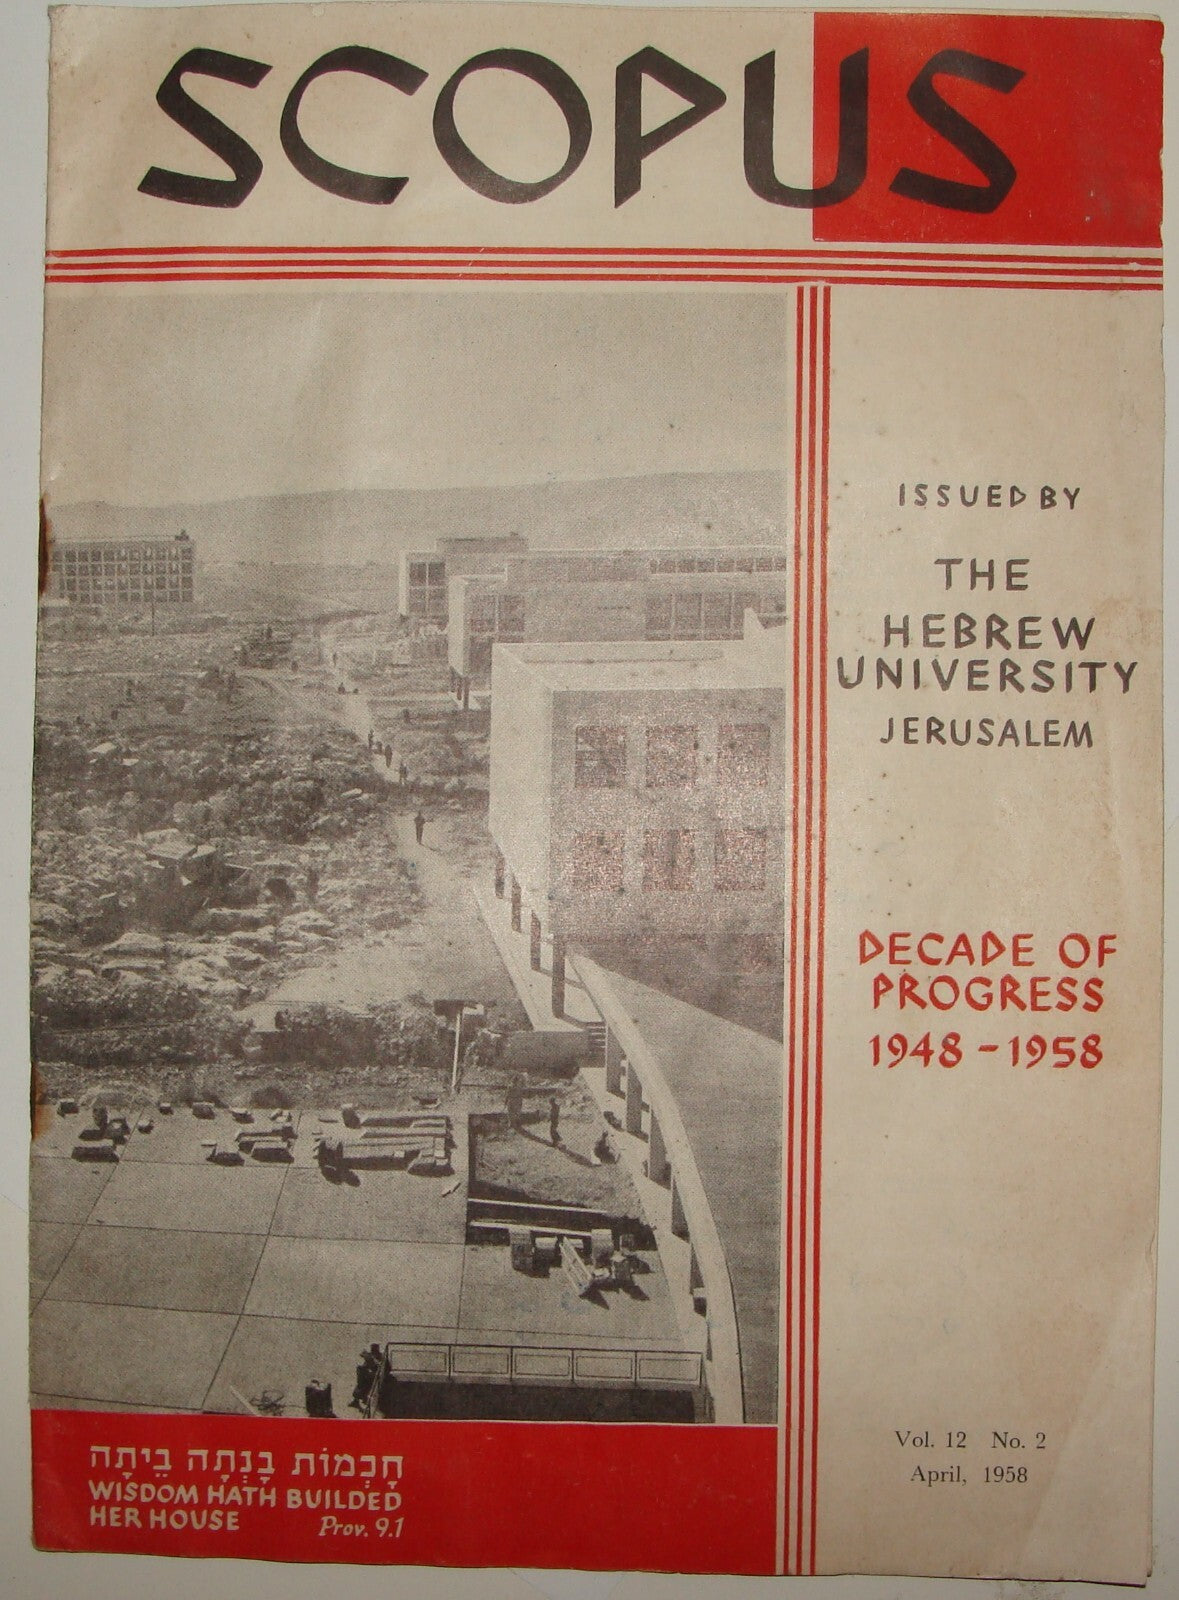 SCOPUS
ISSUED BY
THE
HEBREW
UNIVERSITY
JERUSALEM
DECADE OF
PROGRESS
1948 - 1958
Vol. 12 No. 2
April, 1958
חָכְמוֹת בָּנְתָה בֵיתָה
WISDOM HATH BUILDED
HER HOUSE Prov. 9.1